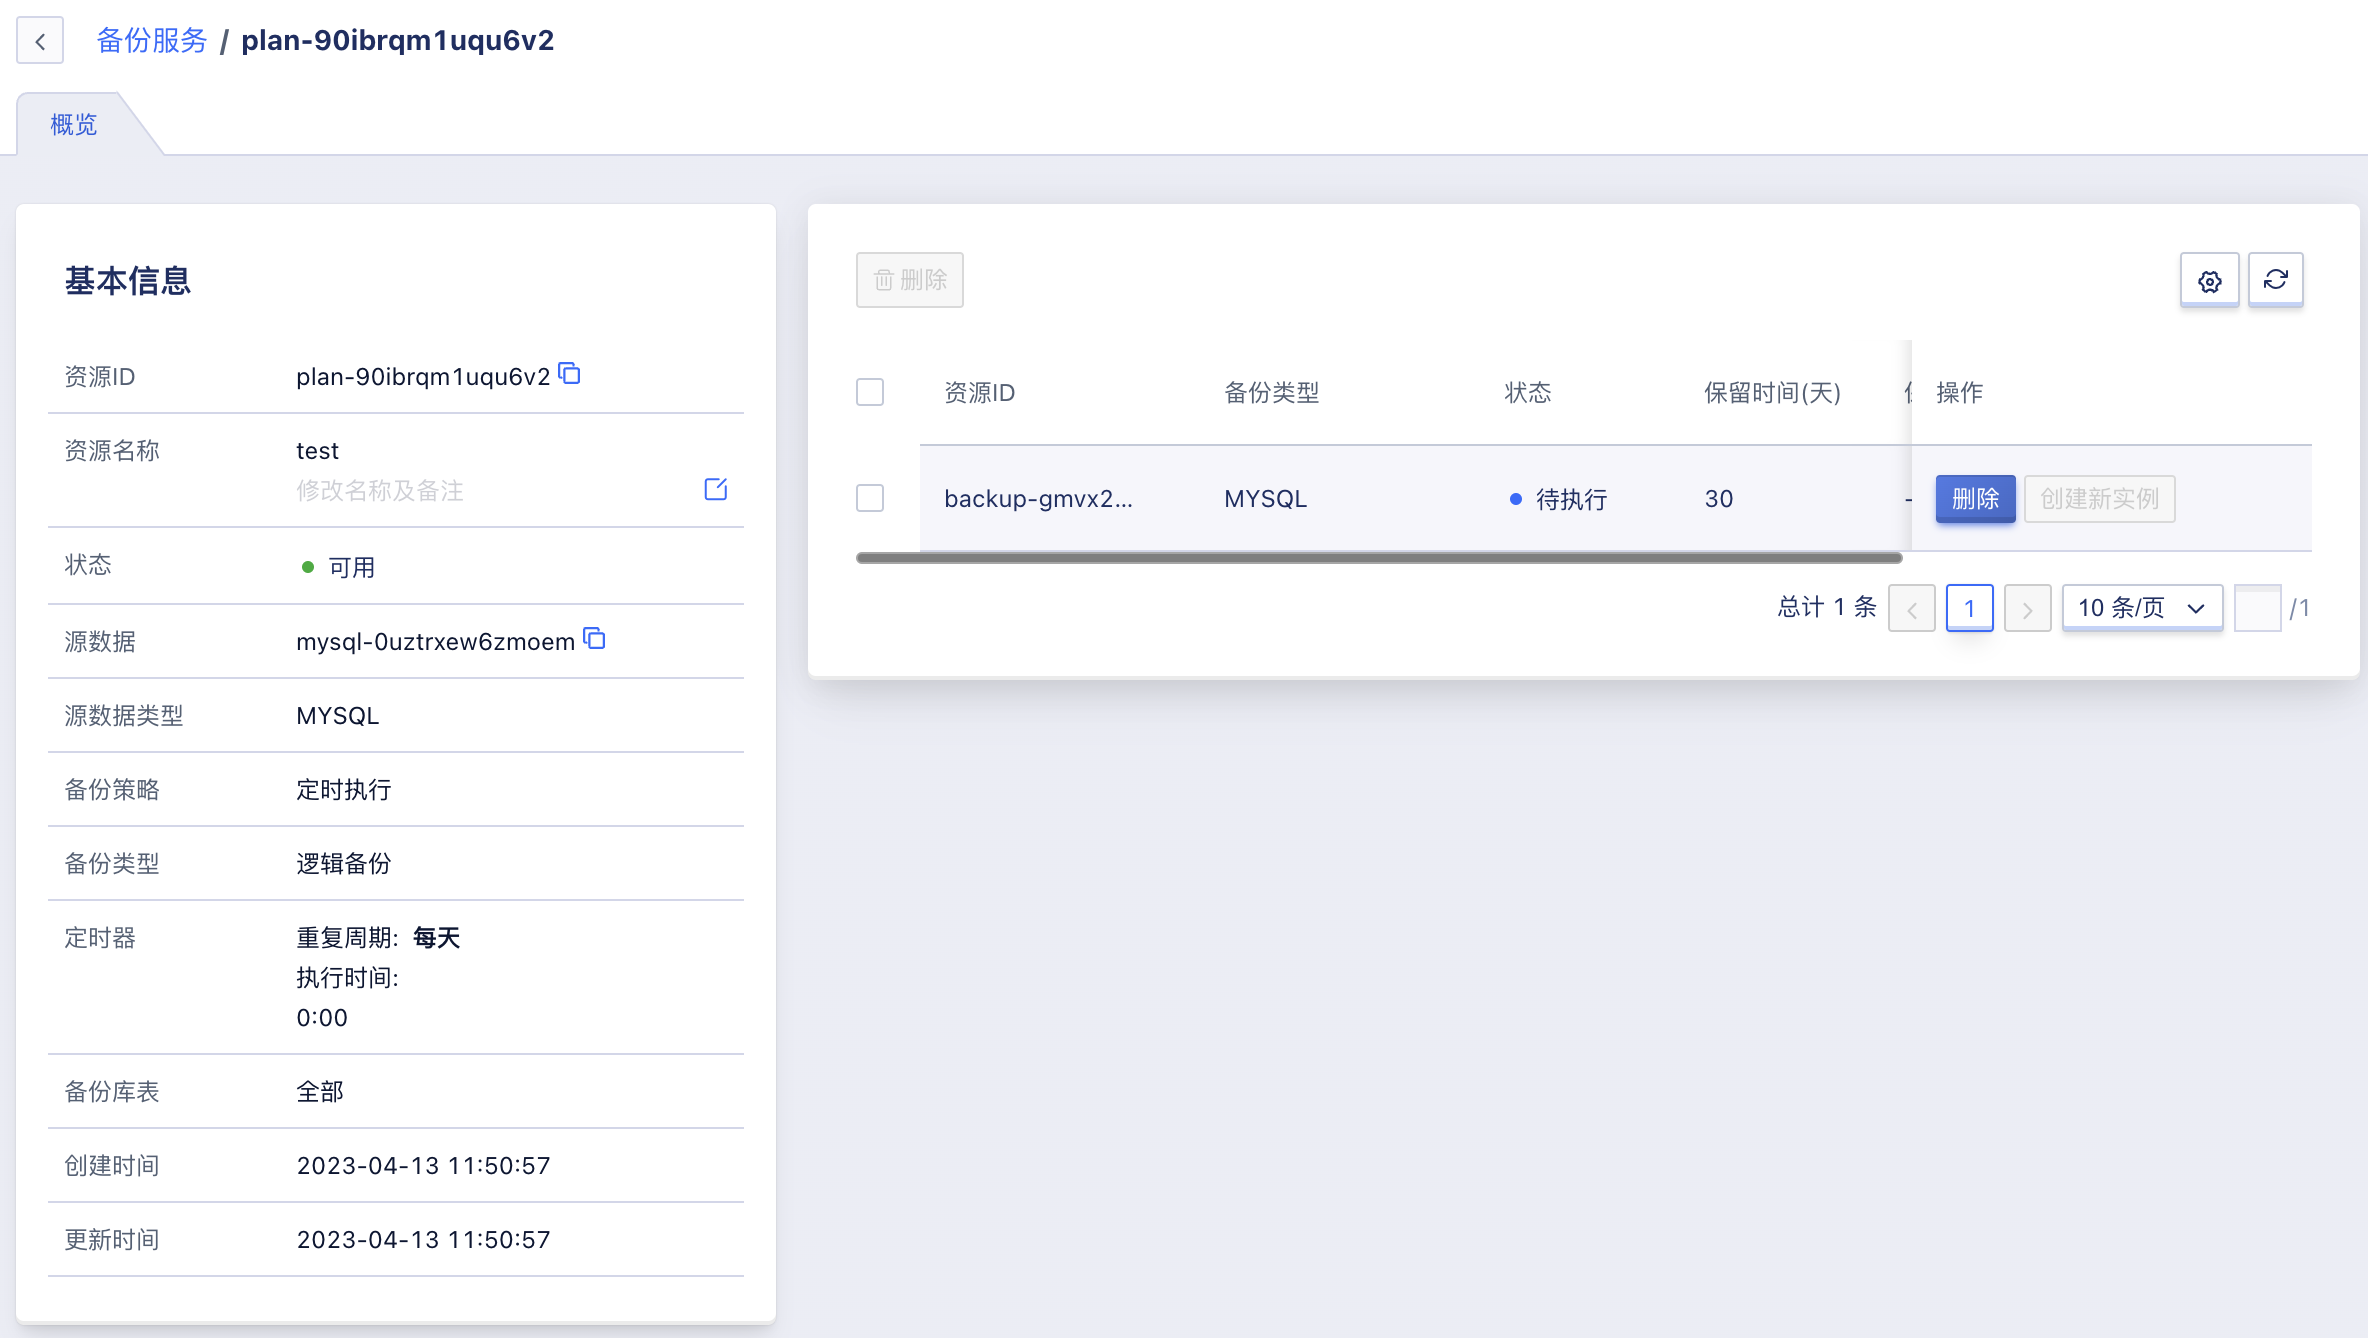 备份服务 / plan-90ibrqm1uqu6v2
概览
基本信息
资源ID plan-90ibrqm1uqu6v2
资源名称 test
修改名称及备注
状态 可用
源数据 mysql-0uztrxew6zmoem
源数据类型 MYSQL
备份策略 定时执行
备份类型 逻辑备份
定时器 重复周期: 每天
执行时间:
0:00
备份库表 全部
创建时间 2023-04-13 11:50:57
更新时间 2023-04-13 11:50:57
删除
资源ID 备份类型 状态 保留时间(天) 操作
backup-gmvx2... MYSQL 待执行 30 - 删除 创建新实例
总计 1 条 1 10 条/页 /1